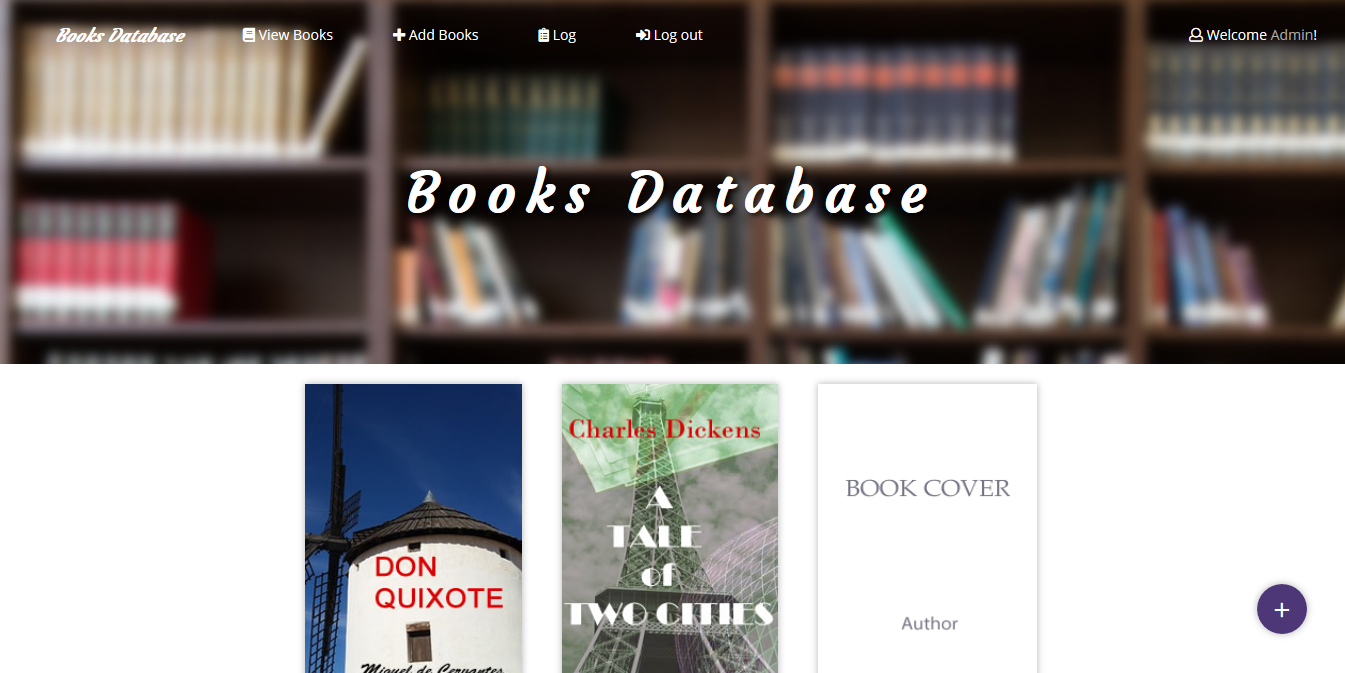 Books Database
View Books
Add Books
Log
Log out
Welcome Admin!
Books Database
DON
QUIXOTE
Miguel de Cervantes
Charles Dickens
A
TALE
of
TWO CITIES
BOOK COVER
Author
+